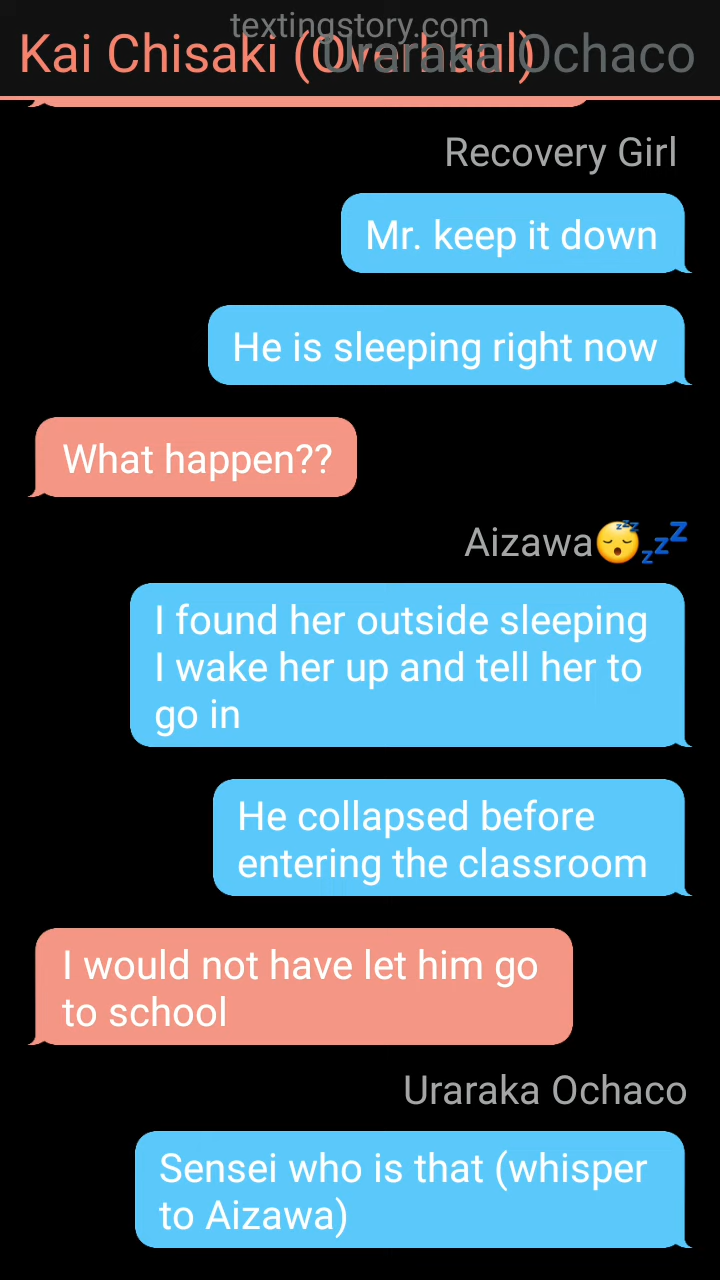 textingstory.com
Kai Chisaki (Overhaul)
Uraraka Ochaco
Recovery Girl
Mr. keep it down
He is sleeping right now
What happen??
Aizawa😴💤
I found her outside sleeping
I wake her up and tell her to
go in
He collapsed before
entering the classroom
I would not have let him go
to school
Uraraka Ochaco
Sensei who is that (whisper
to Aizawa)